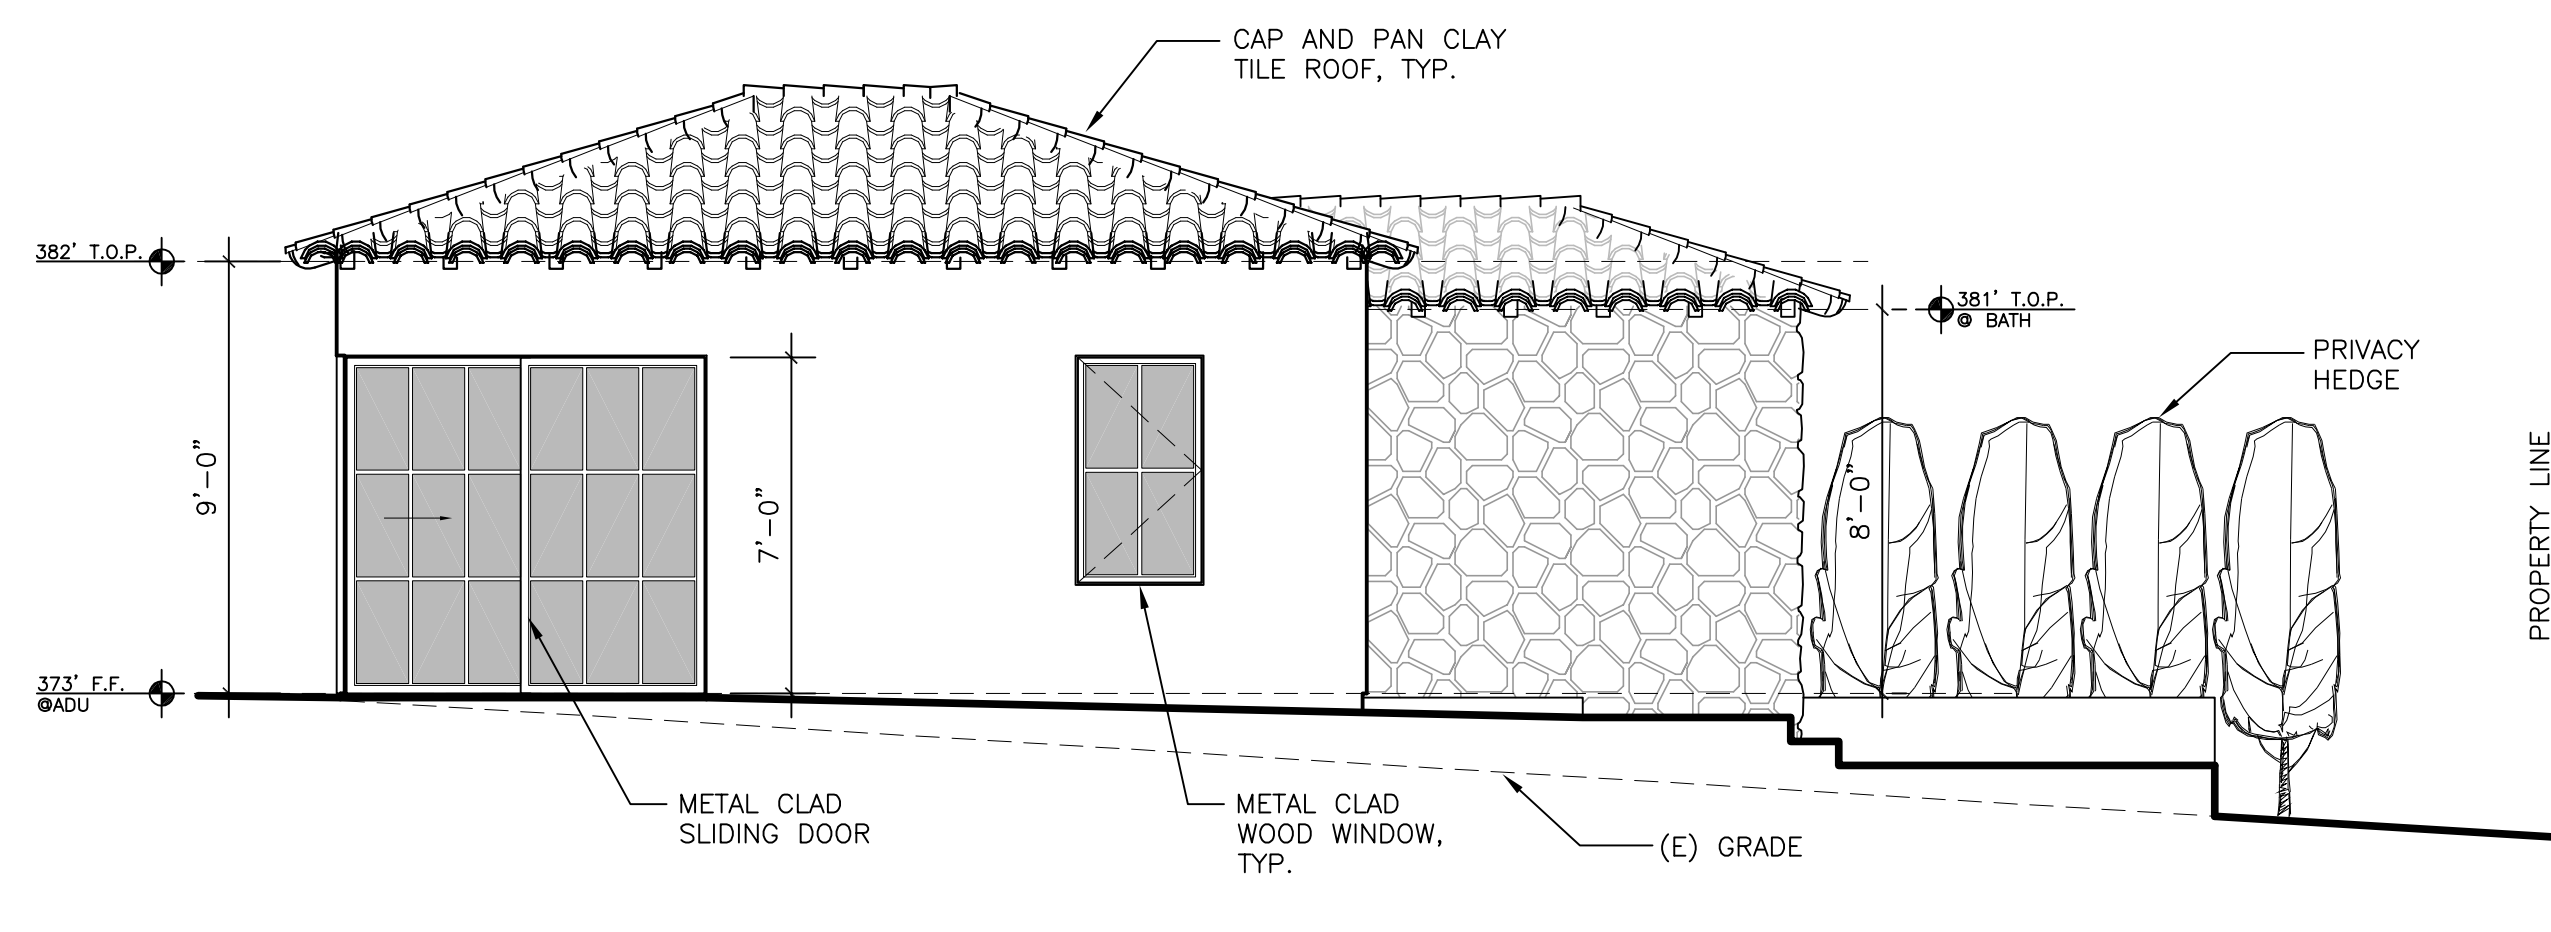 CAP AND PAN CLAY
TILE ROOF, TYP.
382' T.O.P.
381' T.O.P.
@ BATH
PRIVACY
HEDGE
9'-0"
7'-0"
8'-0"
PROPERTY LINE
373' F.F.
@ADU
METAL CLAD
SLIDING DOOR
METAL CLAD
WOOD WINDOW,
TYP.
(E) GRADE